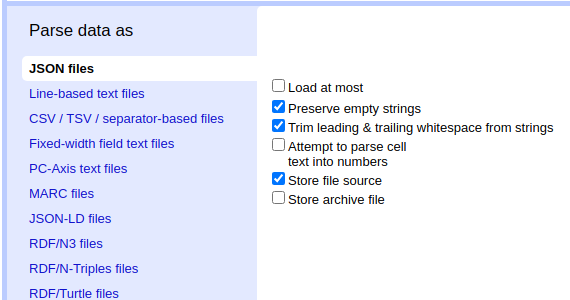 Parse data as
JSON files
Line-based text files
CSV / TSV / separator-based files
Fixed-width field text files
PC-Axis text files
MARC files
JSON-LD files
RDF/N3 files
RDF/N-Triples files
RDF/Turtle files
Load at most
Preserve empty strings
Trim leading & trailing whitespace from strings
Attempt to parse cell
text into numbers
Store file source
Store archive file